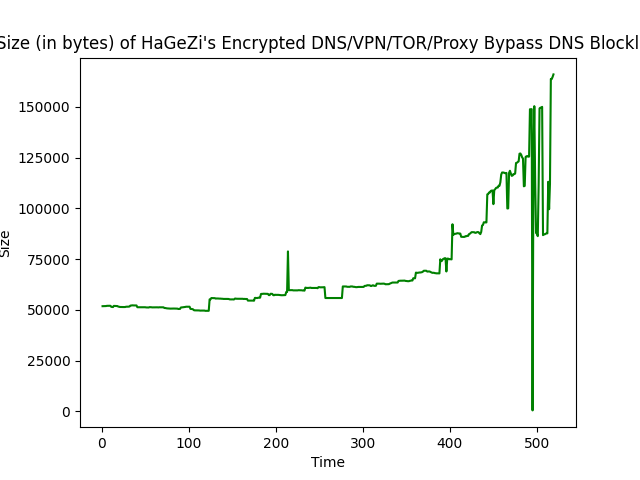 Size (in bytes) of HaGeZi's Encrypted DNS/VPN/TOR/Proxy Bypass DNS Blockl
150000
125000
100000
75000
50000
25000
0
Size
0 100 200 300 400 500
Time